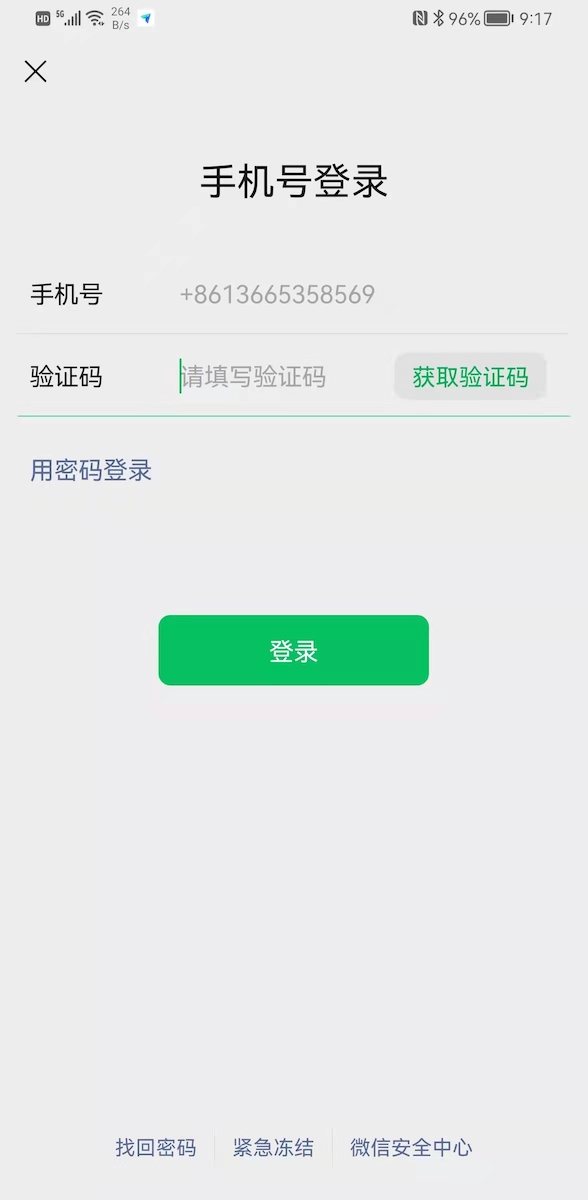 HD 5G 264 B/s 96% 9:17
手机号登录
手机号 +8613665358569
验证码 请填写验证码 获取验证码
用密码登录
登录
找回密码 紧急冻结 微信安全中心